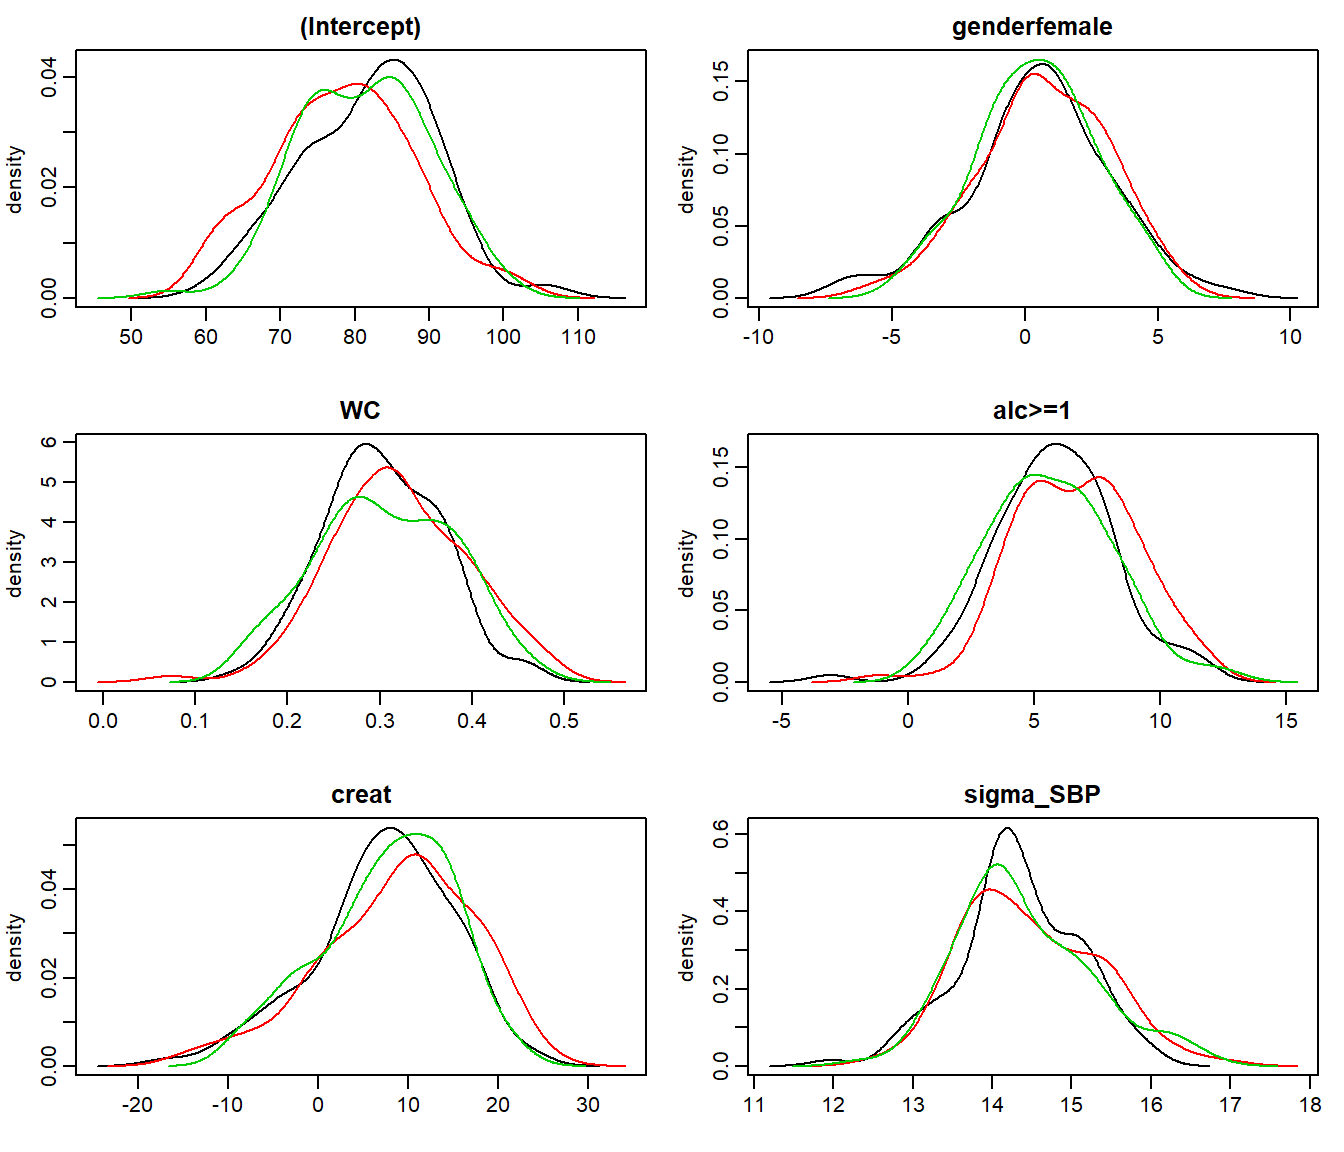 (Intercept)
density
0.00 0.02 0.04
50 60 70 80 90 100 110
genderfemale
density
0.00 0.05 0.10 0.15
-10 -5 0 5 10
WC
density
0 1 2 3 4 5 6
0.0 0.1 0.2 0.3 0.4 0.5
alc>=1
density
0.00 0.05 0.10 0.15
-5 0 5 10 15
creat
density
0.00 0.02 0.04
-20 -10 0 10 20 30
sigma_SBP
density
0.0 0.2 0.4 0.6
11 12 13 14 15 16 17 18